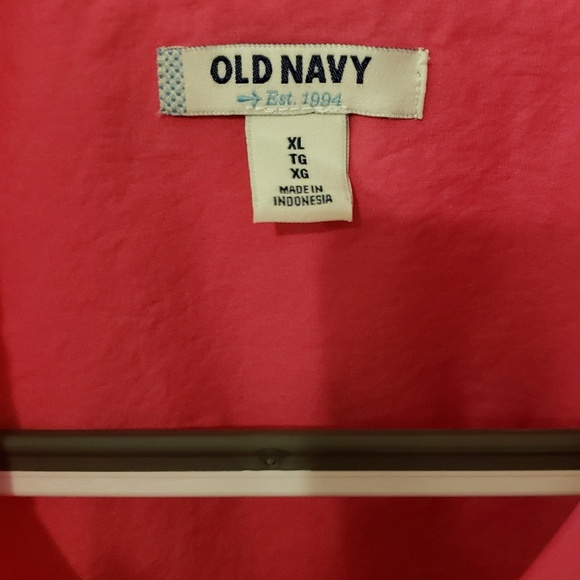 OLD NAVY
Est. 1994
XL
TG
XG
MADE IN
INDONESIA